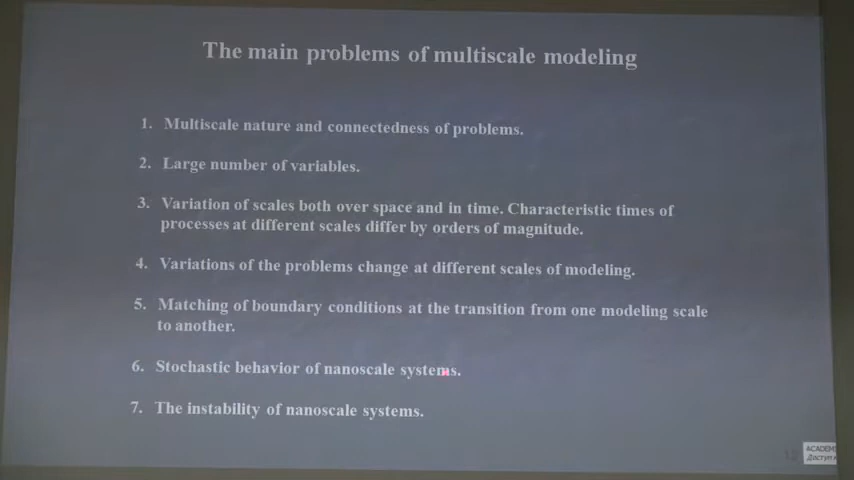 The main problems of multiscale modeling
1. Multiscale nature and connectedness of problems.
2. Large number of variables.
3. Variation of scales both over space and in time. Characteristic times of
processes at different scales differ by orders of magnitude.
4. Variations of the problems change at different scales of modeling.
5. Matching of boundary conditions at the transition from one modeling scale
to another.
6. Stochastic behavior of nanoscale systems.
7. The instability of nanoscale systems.
12